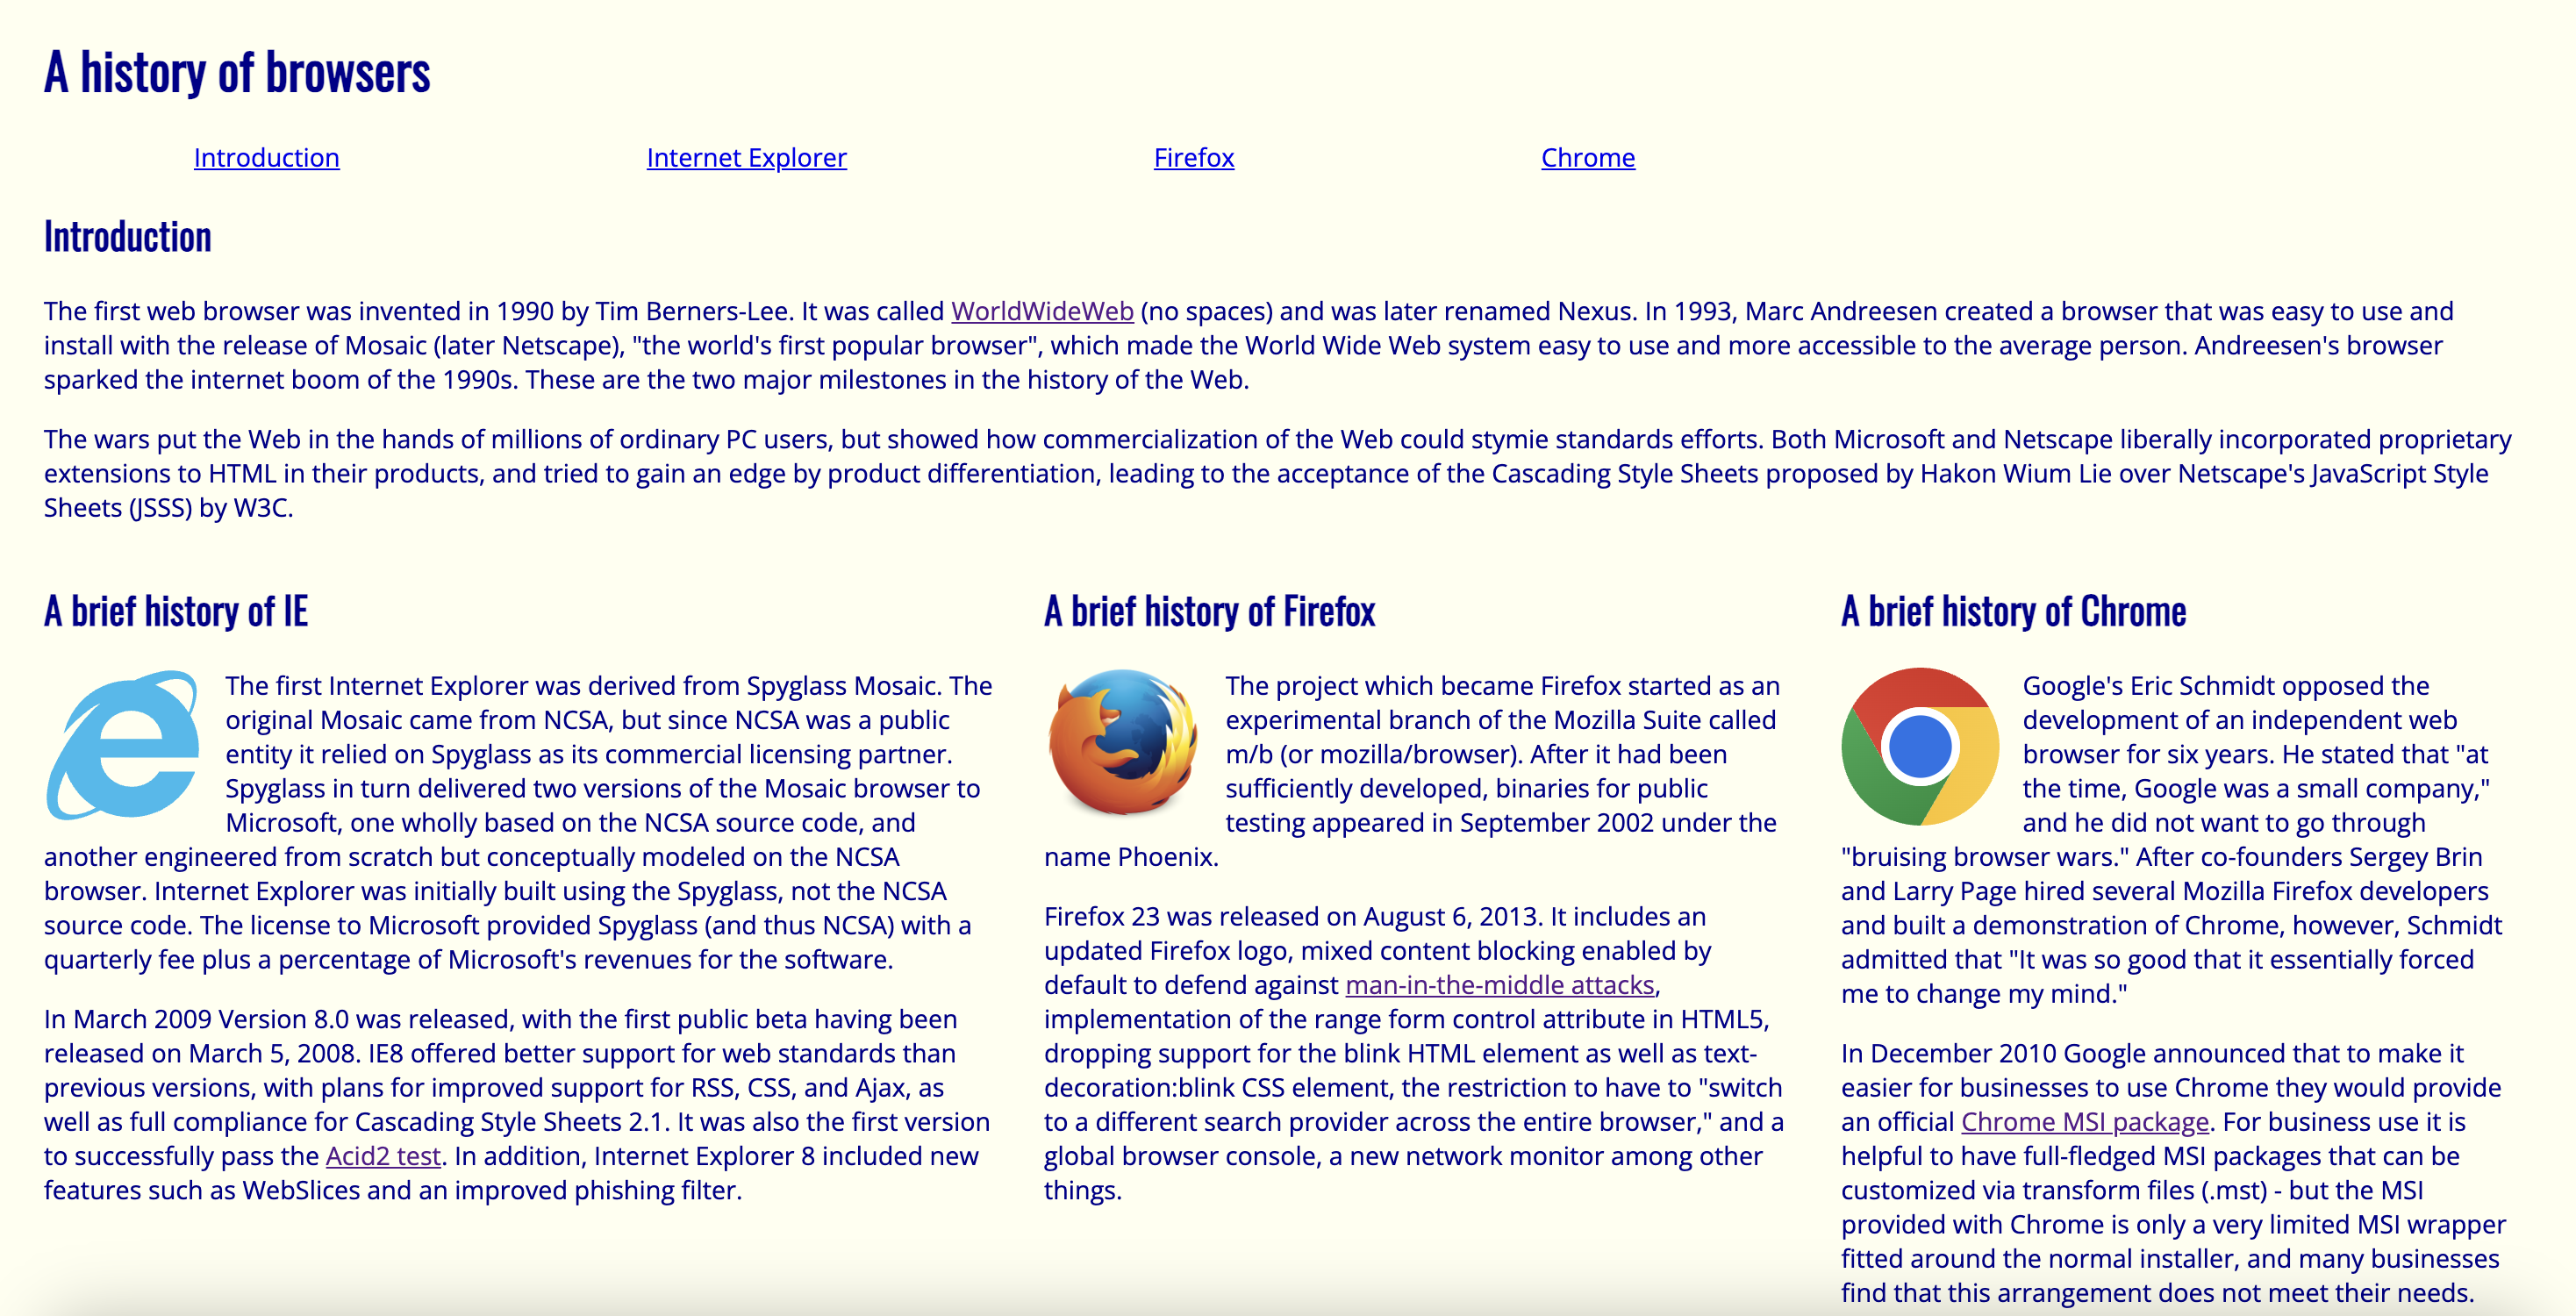 A history of browsers
Introduction
Internet Explorer
Firefox
Chrome
Introduction
The first web browser was invented in 1990 by Tim Berners-Lee. It was called WorldWideWeb (no spaces) and was later renamed Nexus. In 1993, Marc Andreesen created a browser that was easy to use and
install with the release of Mosaic (later Netscape), "the world's first popular browser", which made the World Wide Web system easy to use and more accessible to the average person. Andreesen's browser
sparked the internet boom of the 1990s. These are the two major milestones in the history of the Web.
The wars put the Web in the hands of millions of ordinary PC users, but showed how commercialization of the Web could stymie standards efforts. Both Microsoft and Netscape liberally incorporated proprietary
extensions to HTML in their products, and tried to gain an edge by product differentiation, leading to the acceptance of the Cascading Style Sheets proposed by Hakon Wium Lie over Netscape's JavaScript Style
Sheets (JSSS) by W3C.
A brief history of IE
The first Internet Explorer was derived from Spyglass Mosaic. The
original Mosaic came from NCSA, but since NCSA was a public
entity it relied on Spyglass as its commercial licensing partner.
Spyglass in turn delivered two versions of the Mosaic browser to
Microsoft, one wholly based on the NCSA source code, and
another engineered from scratch but conceptually modeled on the NCSA
browser. Internet Explorer was initially built using the Spyglass, not the NCSA
source code. The license to Microsoft provided Spyglass (and thus NCSA) with a
quarterly fee plus a percentage of Microsoft's revenues for the software.
In March 2009 Version 8.0 was released, with the first public beta having been
released on March 5, 2008. IE8 offered better support for web standards than
previous versions, with plans for improved support for RSS, CSS, and Ajax, as
well as full compliance for Cascading Style Sheets 2.1. It was also the first version
to successfully pass the Acid2 test. In addition, Internet Explorer 8 included new
features such as WebSlices and an improved phishing filter.
A brief history of Firefox
The project which became Firefox started as an
experimental branch of the Mozilla Suite called
m/b (or mozilla/browser). After it had been
sufficiently developed, binaries for public
testing appeared in September 2002 under the
name Phoenix.
Firefox 23 was released on August 6, 2013. It includes an
updated Firefox logo, mixed content blocking enabled by
default to defend against man-in-the-middle attacks,
implementation of the range form control attribute in HTML5,
dropping support for the blink HTML element as well as text-
decoration:blink CSS element, the restriction to have to "switch
to a different search provider across the entire browser," and a
global browser console, a new network monitor among other
things.
A brief history of Chrome
Google's Eric Schmidt opposed the
development of an independent web
browser for six years. He stated that "at
the time, Google was a small company,"
and he did not want to go through
"bruising browser wars." After co-founders Sergey Brin
and Larry Page hired several Mozilla Firefox developers
and built a demonstration of Chrome, however, Schmidt
admitted that "It was so good that it essentially forced
me to change my mind."
In December 2010 Google announced that to make it
easier for businesses to use Chrome they would provide
an official Chrome MSI package. For business use it is
helpful to have full-fledged MSI packages that can be
customized via transform files (.mst) - but the MSI
provided with Chrome is only a very limited MSI wrapper
fitted around the normal installer, and many businesses
find that this arrangement does not meet their needs.